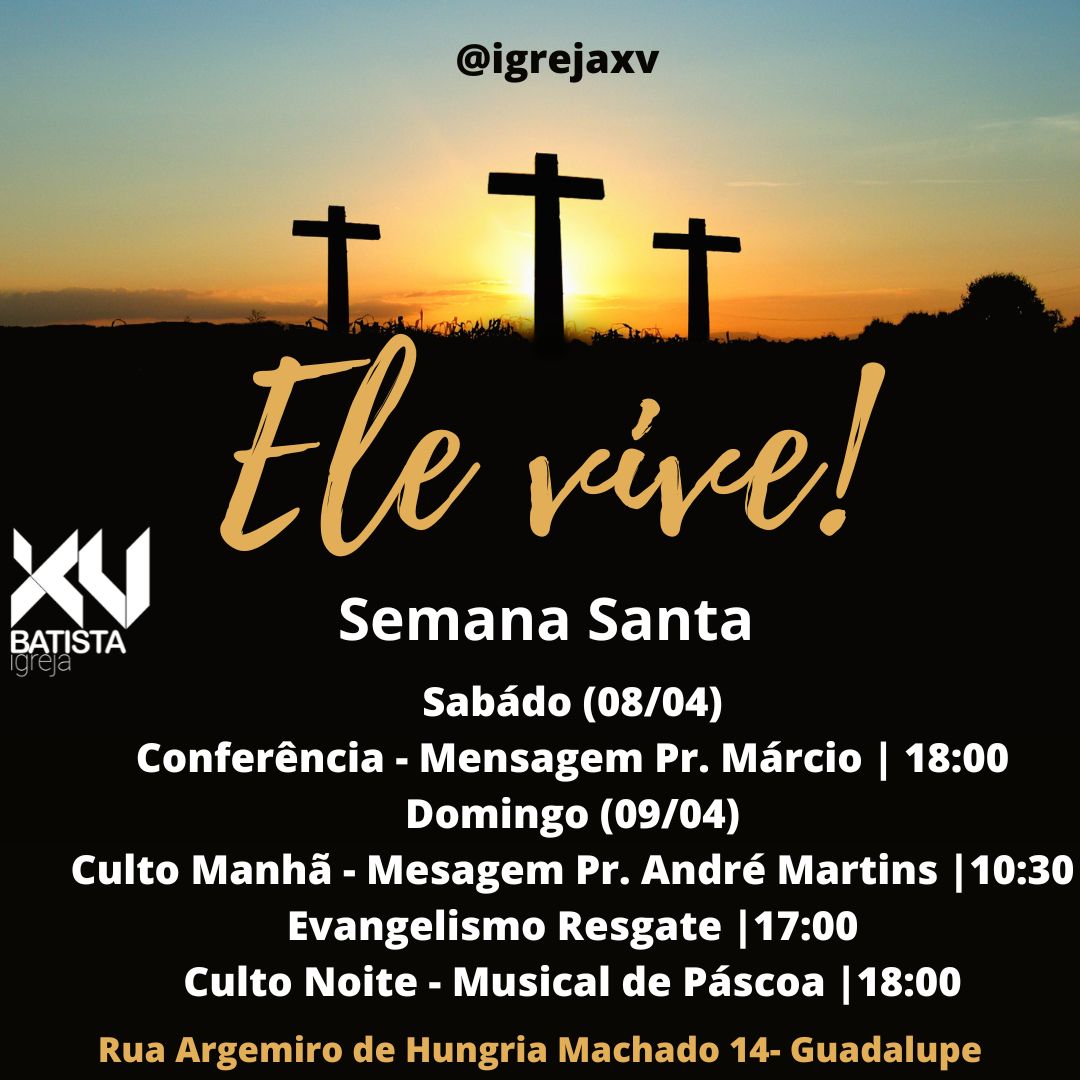 @igrejaxv
Ele vive!
XV
BATISTA
igreja
Semana Santa
Sabádo (08/04)
Conferência - Mensagem Pr. Márcio | 18:00
Domingo (09/04)
Culto Manhã - Mesagem Pr. André Martins |10:30
Evangelismo Resgate |17:00
Culto Noite - Musical de Páscoa |18:00
Rua Argemiro de Hungria Machado 14- Guadalupe